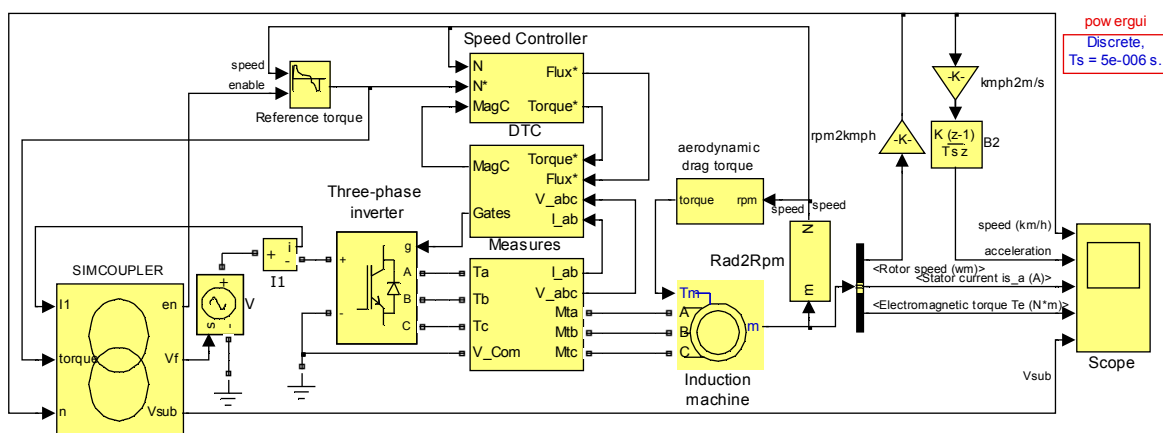 Speed Controller
pow ergui
Discrete,
Ts = 5e-006 s.
speed
enable
Reference torque
N
N*
MagC
Flux*
Torque*
DTC
-K-
kmph2m/s
rpm2kmph
-K-
K (z-1)
Ts z
B2
MagC
Gates
Torque*
Flux*
V_abc
I_ab
Measures
aerodynamic
drag torque
torque
rpm
speed
speed
Three-phase
inverter
g
+
-
A
B
C
N
m
Rad2Rpm
i
+
-
I1
SIMCOUPLER
I1
torque
n
en
Vf
Vsub
+
s
-
V
Ta
Tb
Tc
V_Com
I_ab
V_abc
Mta
Mtb
Mtc
Tm
A
B
C
m
Induction
machine
<Rotor speed (wm)>
<Stator current is_a (A)>
<Electromagnetic torque Te (N*m)>
speed (km/h)
acceleration
Vsub
Scope